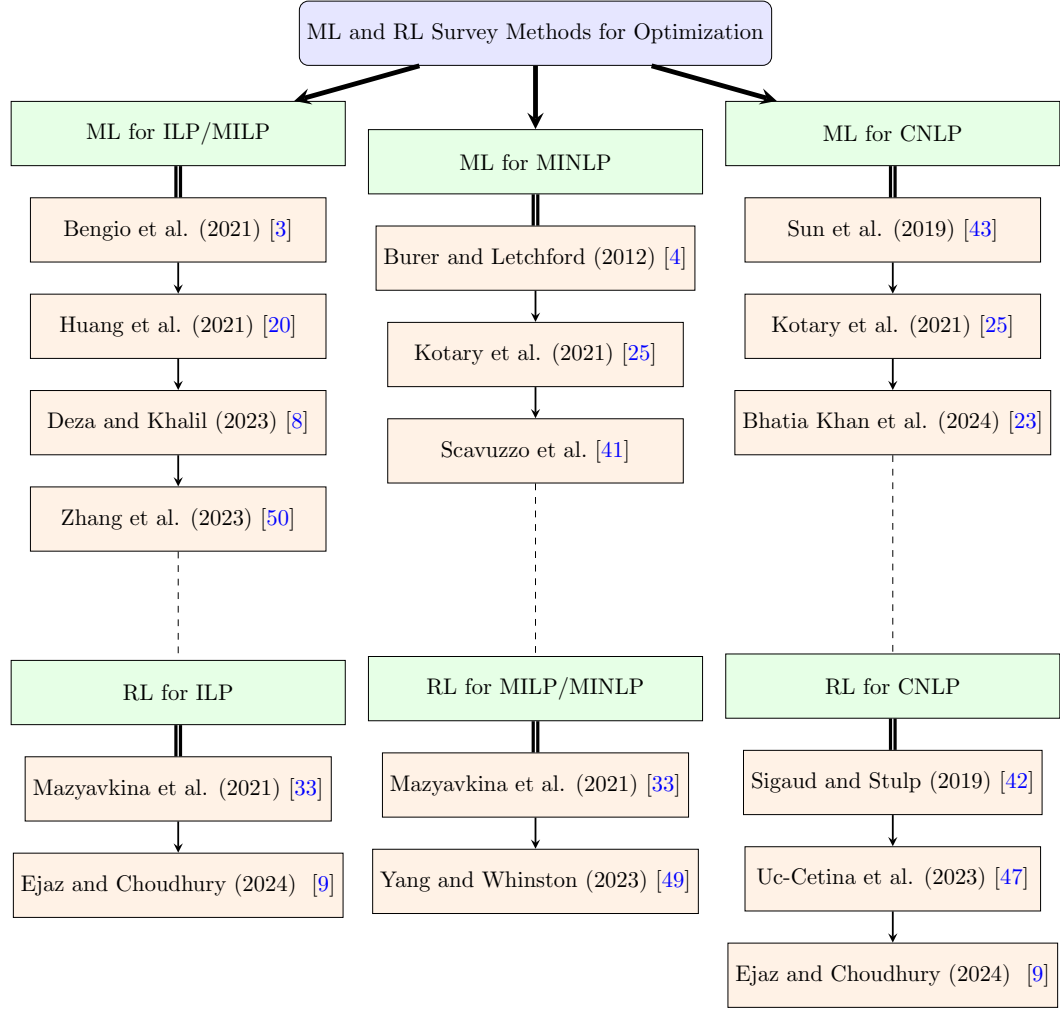 ML and RL Survey Methods for Optimization
ML for ILP/MILP
Bengio et al. (2021) [3]
Huang et al. (2021) [20]
Deza and Khalil (2023) [8]
Zhang et al. (2023) [50]
ML for MINLP
Burer and Letchford (2012) [4]
Kotary et al. (2021) [25]
Scavuzzo et al. [41]
ML for CNLP
Sun et al. (2019) [43]
Kotary et al. (2021) [25]
Bhatia Khan et al. (2024) [23]
RL for ILP
Mazyavkina et al. (2021) [33]
Ejaz and Choudhury (2024) [9]
RL for MILP/MINLP
Mazyavkina et al. (2021) [33]
Yang and Whinston (2023) [49]
RL for CNLP
Sigaud and Stulp (2019) [42]
Uc-Cetina et al. (2023) [47]
Ejaz and Choudhury (2024) [9]